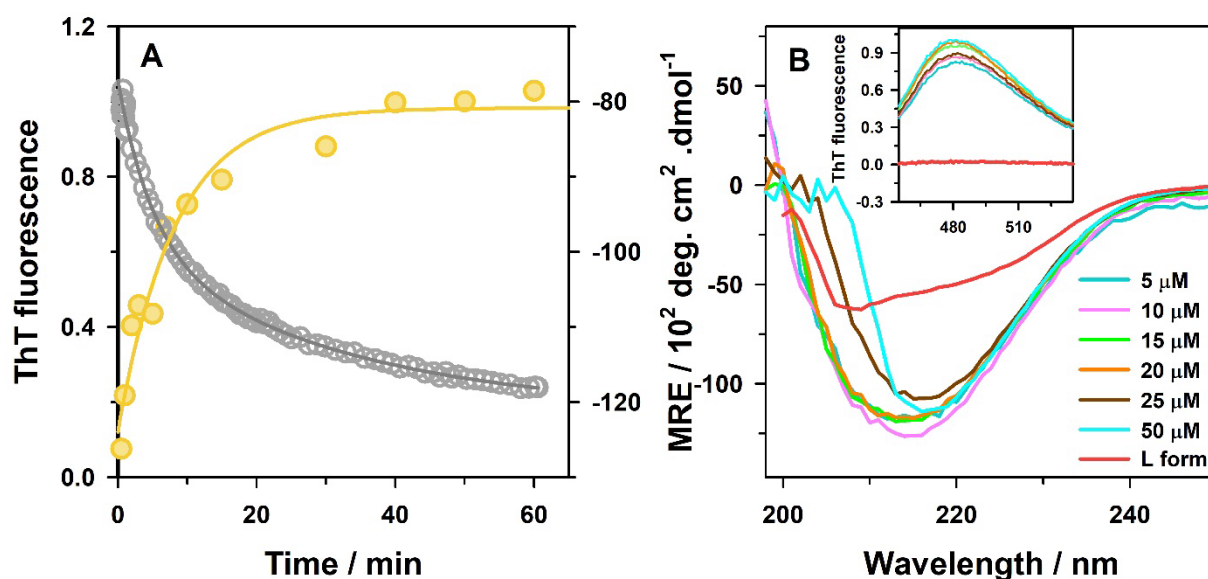 A
ThT fluorescence
1.2
0.8
0.4
0.0
-80
-100
-120
0
20
40
60
Time / min
B
MRE / 10² deg. cm² .dmol⁻¹
50
0
-50
-100
200
220
240
Wavelength / nm
ThT fluorescence
0.9
0.6
0.3
0.0
-0.3
480
510
5 μM
10 μM
15 μM
20 μM
25 μM
50 μM
L form